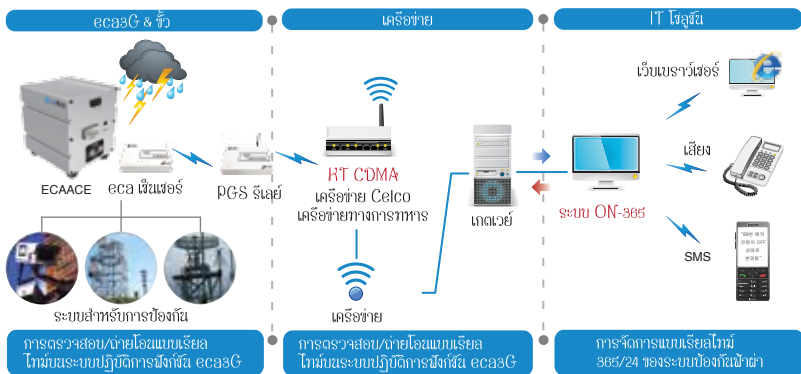 eca3G & ขั้ว
เครือข่าย
IT โซลูชัน
ECAACE
eca เซ็นเซอร์
PGS รีเลย์
ระบบสำหรับการป้องกัน
การตรวจสอบ/ถ่ายโอนแบบเรียล
ไทม์บนระบบปฏิบัติการฟังก์ชัน eca3G
KT CDMA
เครือข่าย Celco
เครือข่ายทางการทหาร
เครือข่าย
เกตเวย์
การตรวจสอบ/ถ่ายโอนแบบเรียล
ไทม์บนระบบปฏิบัติการฟังก์ชัน eca3G
เว็บเบราว์เซอร์
เสียง
ระบบ ON-365
SMS
การจัดการแบบเรียลไทม์
365/24 ของระบบป้องกันฟ้าผ่า